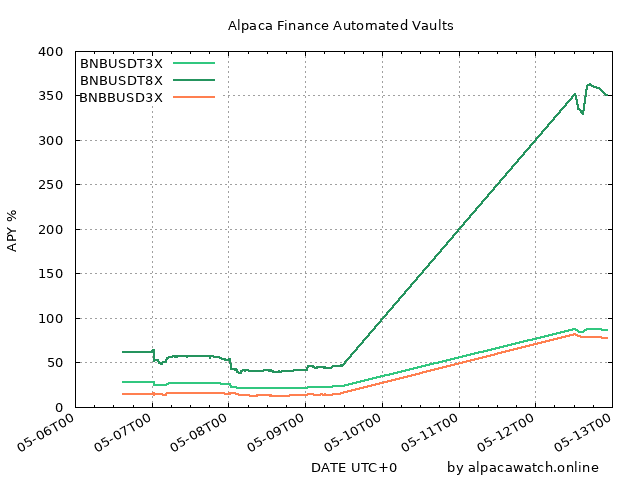 Alpaca Finance Automated Vaults
BNBUSDT3X
BNBUSDT8X
BNBBUSD3X
APY %
400
350
300
250
200
150
100
50
0
05-06T00
05-07T00
05-08T00
05-09T00
05-10T00
05-11T00
05-12T00
05-13T00
DATE UTC+0
by alpacawatch.online